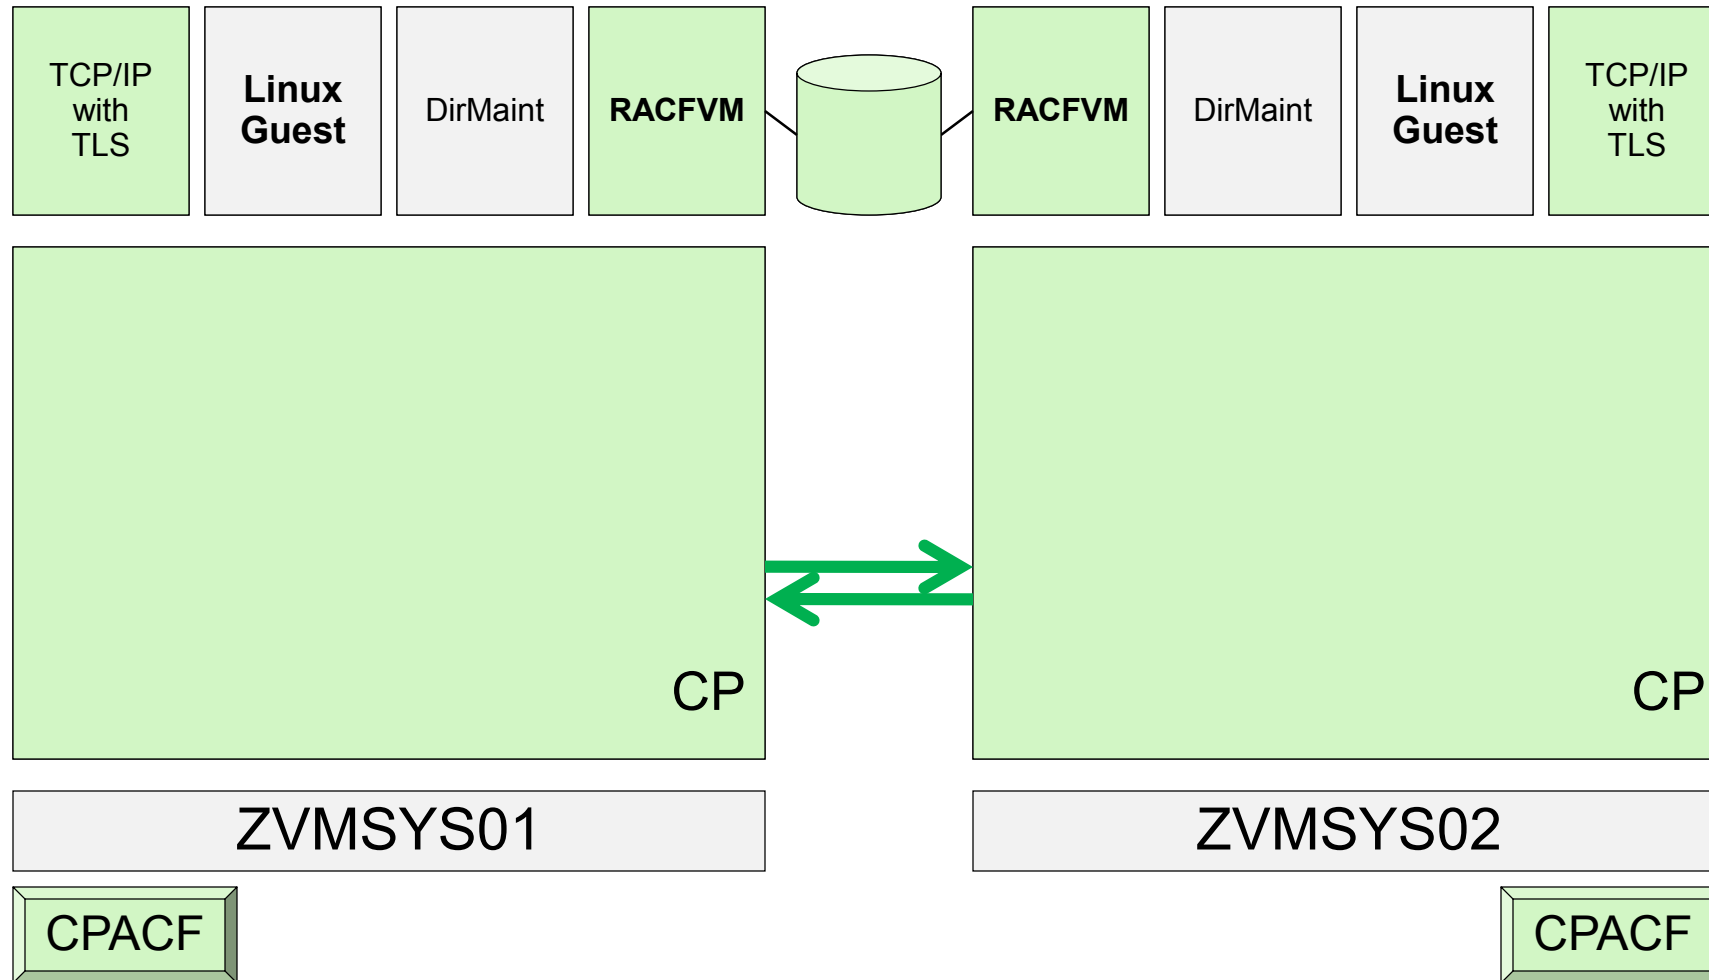 TCP/IP
with
TLS
Linux
Guest
DirMaint
RACFVM
RACFVM
DirMaint
Linux
Guest
TCP/IP
with
TLS
CP
CP
ZVMSYS01
ZVMSYS02
CPACF
CPACF